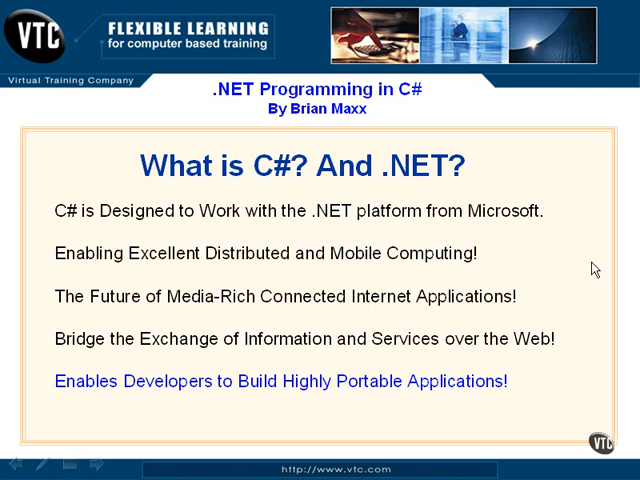 VTC
FLEXIBLE LEARNING
for computer based training
Virtual Training Company
.NET Programming in C#
By Brian Maxx
What is C#? And .NET?
C# is Designed to Work with the .NET platform from Microsoft.
Enabling Excellent Distributed and Mobile Computing!
The Future of Media-Rich Connected Internet Applications!
Bridge the Exchange of Information and Services over the Web!
Enables Developers to Build Highly Portable Applications!
VTC
http://www.vtc.com